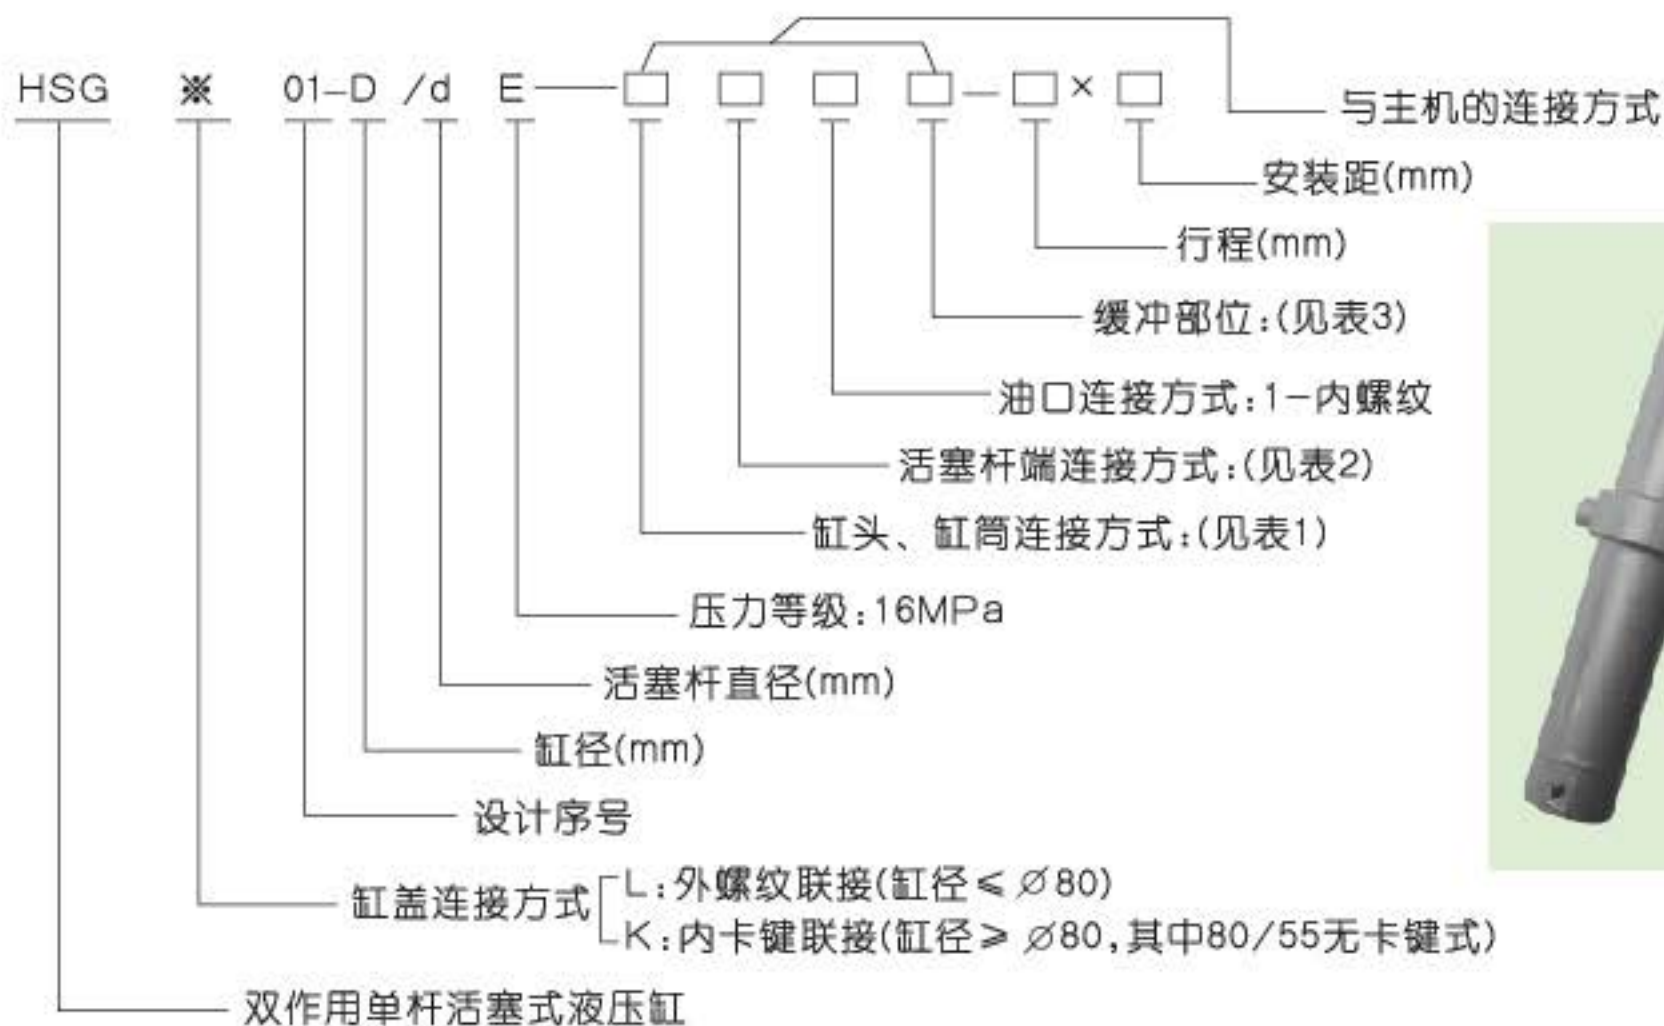 HSG ※ 01-D /d E — □ □ □ □ — □ × □
与主机的连接方式
安装距(mm)
行程(mm)
缓冲部位:(见表3)
油口连接方式:1-内螺纹
活塞杆端连接方式:(见表2)
缸头、缸筒连接方式:(见表1)
压力等级:16MPa
活塞杆直径(mm)
缸径(mm)
设计序号
缸盖连接方式
L:外螺纹联接(缸径≤∅80)
K:内卡键联接(缸径≥∅80,其中80/55无卡键式)
双作用单杆活塞式液压缸